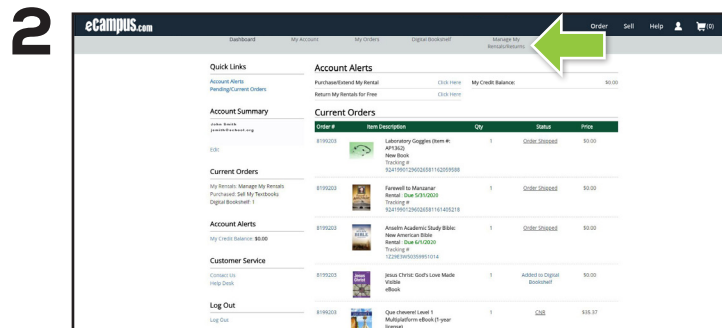 2
eCampus.com
Order Sell Help (0)
Dashboard My Account My Orders Digital Bookshelf Manage My
Rentals/Returns
Quick Links
Account Alerts
Pending/Current Orders
Account Summary
John Smith
jsmith@school.org
Edit
Current Orders
My Rentals: Manage My Rentals
Purchased: Sell My Textbooks
Digital Bookshelf: 1
Account Alerts
My Credit Balance: $0.00
Customer Service
Contact Us
Help Desk
Log Out
Log Out
Account Alerts
Purchase/Extend My Rental Click Here My Credit Balance: $0.00
Return My Rentals for Free Click Here
Current Orders
Order # Item Description Qty Status Price
8199203 Laboratory Goggles (Item #: 1 Order Shipped $0.00
AP1362)
New Book
Tracking #
9241990129602658116205958
8199203 Farewell to Manzanar 1 Order Shipped $0.00
Rental : Due 5/31/2020
Tracking #
9241990129602658116140521
8199203 Anselm Academic Study Bible: 1 Order Shipped $0.00
New American Bible
Rental : Due 6/1/2020
Tracking #
1Z29E3W50359951014
8199203 Jesus Christ: God's Love Made 1 Added to Digital $0.00
Visible Bookshelf
eBook
8199203 Que chevere! Level 1 1 CNR $35.37
Multiplatform eBook (1-year
license)